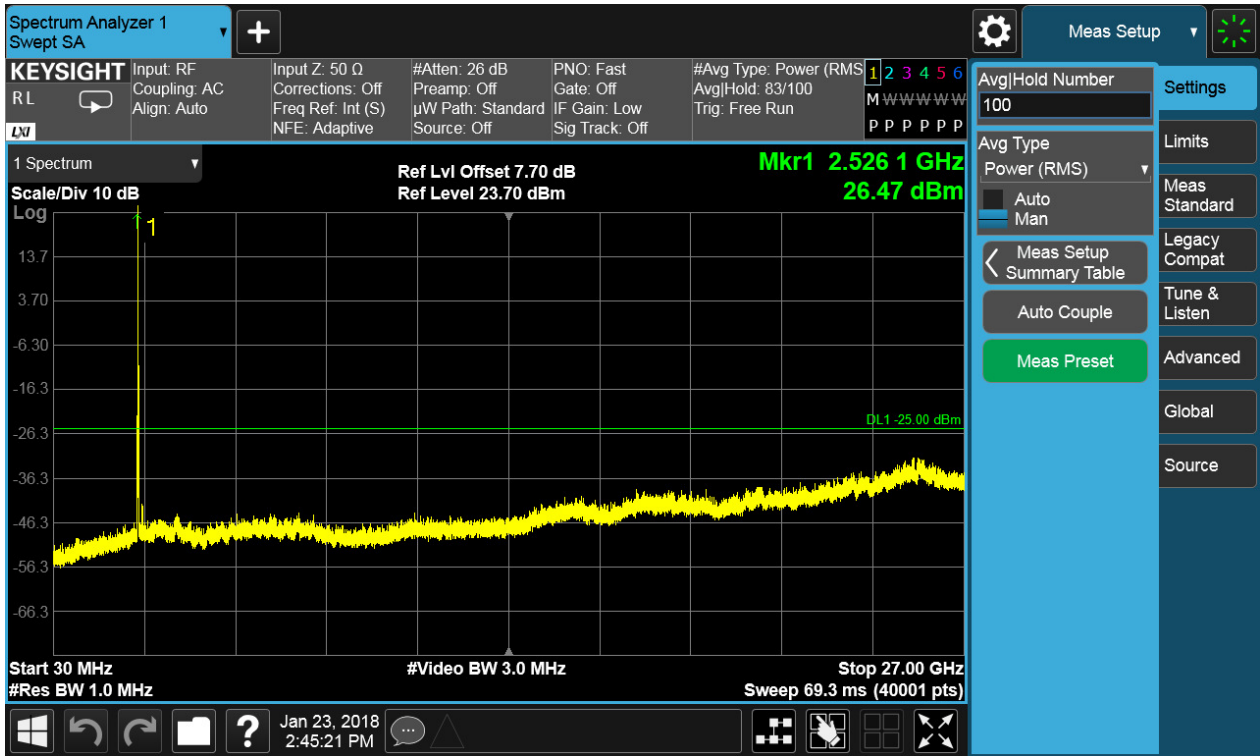 Spectrum Analyzer 1
Swept SA
+
Meas Setup
KEYSIGHT
RL
LXI
Input: RF
Coupling: AC
Align: Auto
Input Z: 50 Ω
Corrections: Off
Freq Ref: Int (S)
NFE: Adaptive
#Atten: 26 dB
Preamp: Off
µW Path: Standard
Source: Off
PNO: Fast
Gate: Off
IF Gain: Low
Sig Track: Off
#Avg Type: Power (RMS
Avg|Hold: 83/100
Trig: Free Run
1 2 3 4 5 6
M W W W W W
P P P P P P
1 Spectrum
Scale/Div 10 dB
Ref Lvl Offset 7.70 dB
Ref Level 23.70 dBm
Mkr1 2.526 1 GHz
26.47 dBm
Log
1
13.7
3.70
-6.30
-16.3
DL1 -25.00 dBm
-26.3
-36.3
-46.3
-56.3
-66.3
Start 30 MHz
#Video BW 3.0 MHz
Stop 27.00 GHz
#Res BW 1.0 MHz
Sweep 69.3 ms (40001 pts)
Avg|Hold Number
100
Avg Type
Power (RMS)
Auto
Man
Meas Setup
Summary Table
Auto Couple
Meas Preset
Settings
Limits
Meas
Standard
Legacy
Compat
Tune &
Listen
Advanced
Global
Source
?
Jan 23, 2018
2:45:21 PM